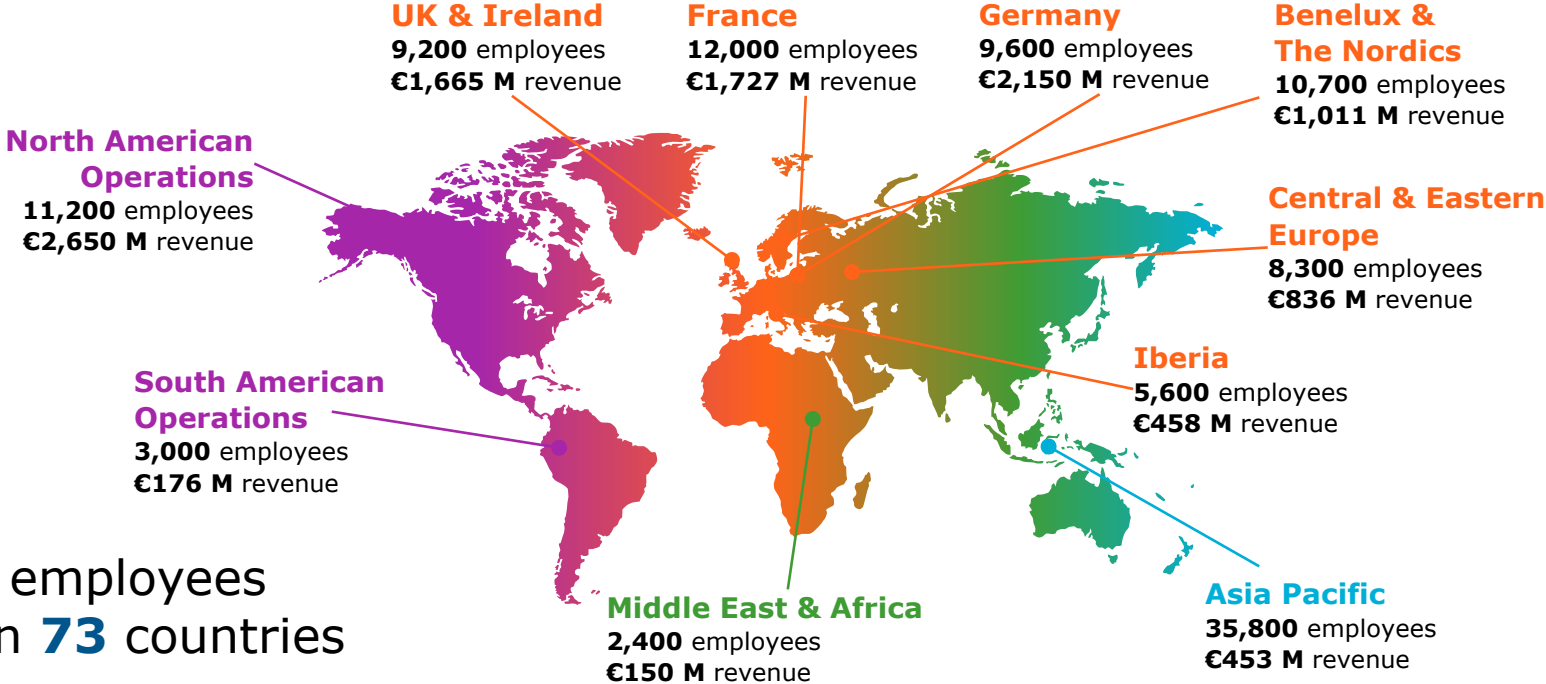 UK & Ireland
9,200 employees
€1,665 M revenue
France
12,000 employees
€1,727 M revenue
Germany
9,600 employees
€2,150 M revenue
Benelux &
The Nordics
10,700 employees
€1,011 M revenue
North American
Operations
11,200 employees
€2,650 M revenue
Central & Eastern
Europe
8,300 employees
€836 M revenue
Iberia
5,600 employees
€458 M revenue
South American
Operations
3,000 employees
€176 M revenue
Middle East & Africa
2,400 employees
€150 M revenue
Asia Pacific
35,800 employees
€453 M revenue
employees
n 73 countries